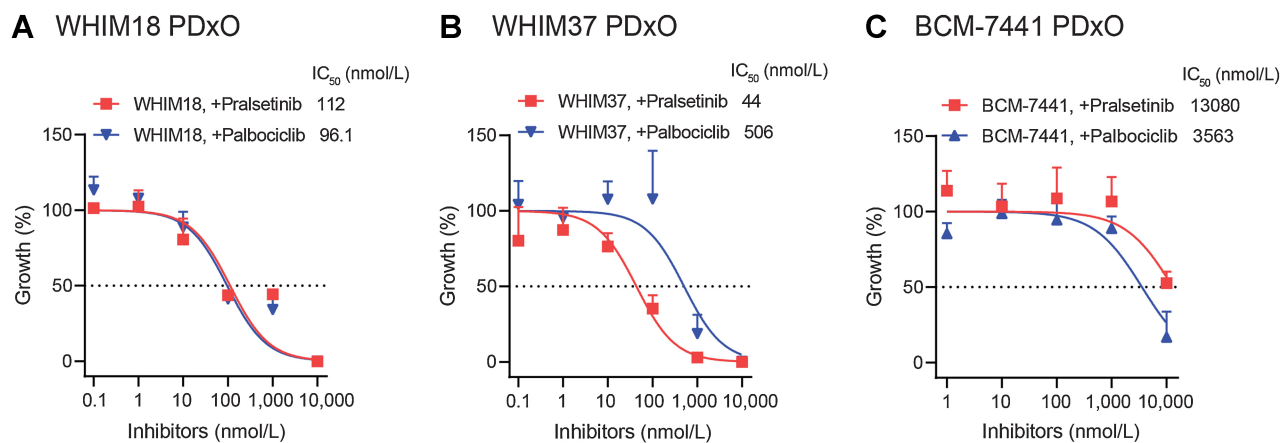 A WHIM18 PDxO
IC50 (nmol/L)
WHIM18, +Pralsetinib 112
WHIM18, +Palbociclib 96.1
150
100
50
0
Growth (%)
0.1 1 10 100 1,000 10,000
Inhibitors (nmol/L)
B WHIM37 PDxO
IC50 (nmol/L)
WHIM37, +Pralsetinib 44
WHIM37, +Palbociclib 506
150
100
50
0
Growth (%)
0.1 1 10 100 1,000 10,000
Inhibitors (nmol/L)
C BCM-7441 PDxO
IC50 (nmol/L)
BCM-7441, +Pralsetinib 13080
BCM-7441, +Palbociclib 3563
150
100
50
0
Growth (%)
1 10 100 1,000 10,000
Inhibitors (nmol/L)